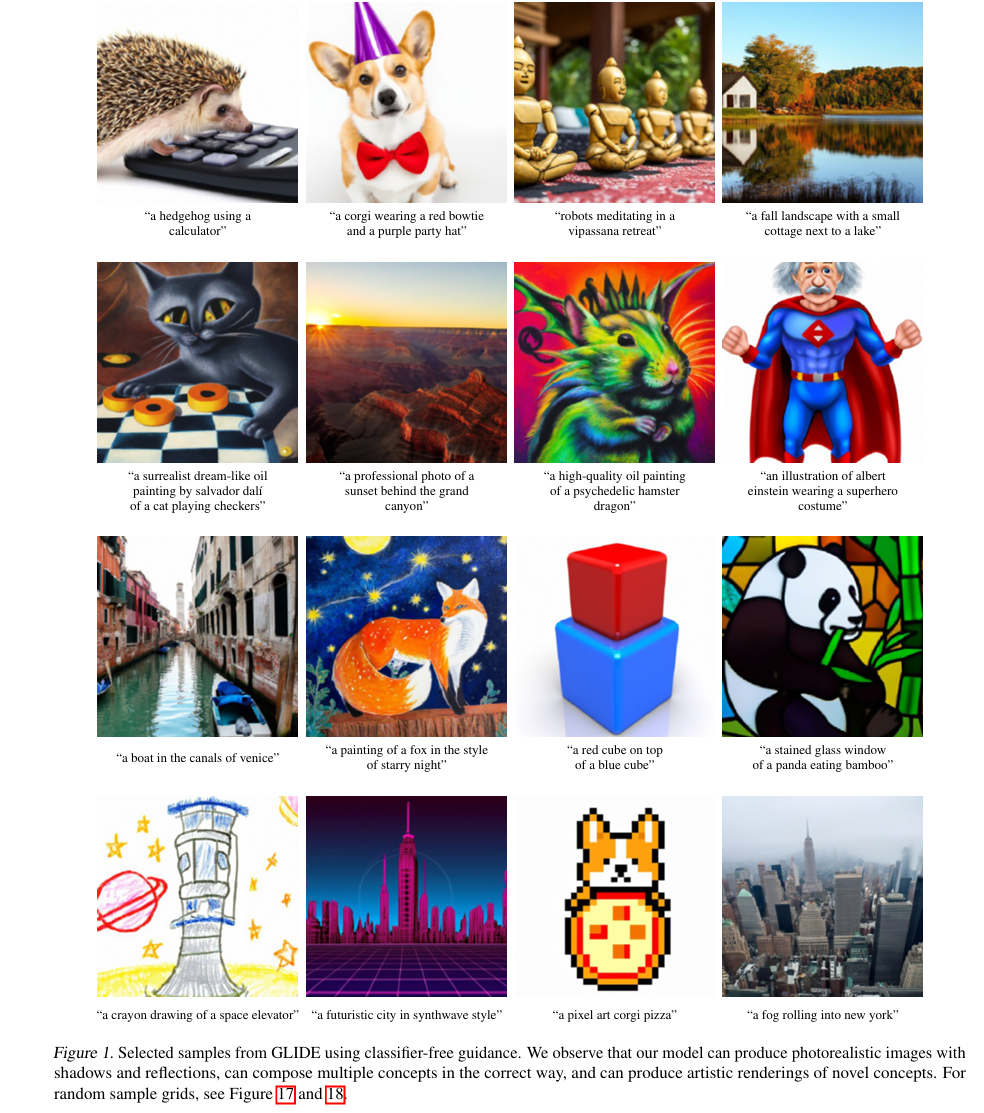 “a hedgehog using a
calculator”
“a corgi wearing a red bowtie
and a purple party hat”
“robots meditating in a
vipassana retreat”
“a fall landscape with a small
cottage next to a lake”
“a surrealist dream-like oil
painting by salvador dalí
of a cat playing checkers”
“a professional photo of a
sunset behind the grand
canyon”
“a high-quality oil painting
of a psychedelic hamster
dragon”
“an illustration of albert
einstein wearing a superhero
costume”
“a boat in the canals of venice”
“a painting of a fox in the style
of starry night”
“a red cube on top
of a blue cube”
“a stained glass window
of a panda eating bamboo”
“a crayon drawing of a space elevator”
“a futuristic city in synthwave style”
“a pixel art corgi pizza”
“a fog rolling into new york”
Figure 1. Selected samples from GLIDE using classifier-free guidance. We observe that our model can produce photorealistic images with
shadows and reflections, can compose multiple concepts in the correct way, and can produce artistic renderings of novel concepts. For
random sample grids, see Figure 17 and 18.